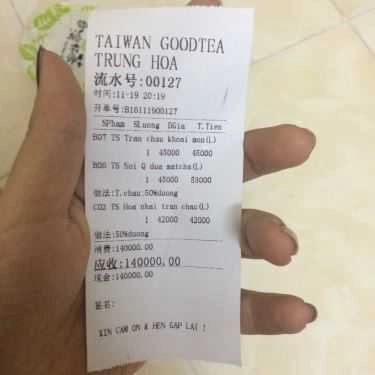 TAIWAN GOODTEA
TRUNG HOA
流水号:00127
时间:11-19 20:19
开单号:B18111900127
SPham SLuong DGia T.Tien
B07 TS Tran chau khoai mon(L)
1 45000 45000
B06 TS Soi Q dua matcha(L)
1 45000 53000
做法:T.chau:50%duong
C02 TS Hoa nhai tran chau(L)
1 42000 42000
做法:50%duong
消费:140000.00
应收:140000.00
现金:140000.00
签名:
XIN CAM ON & HEN GAP LAI !